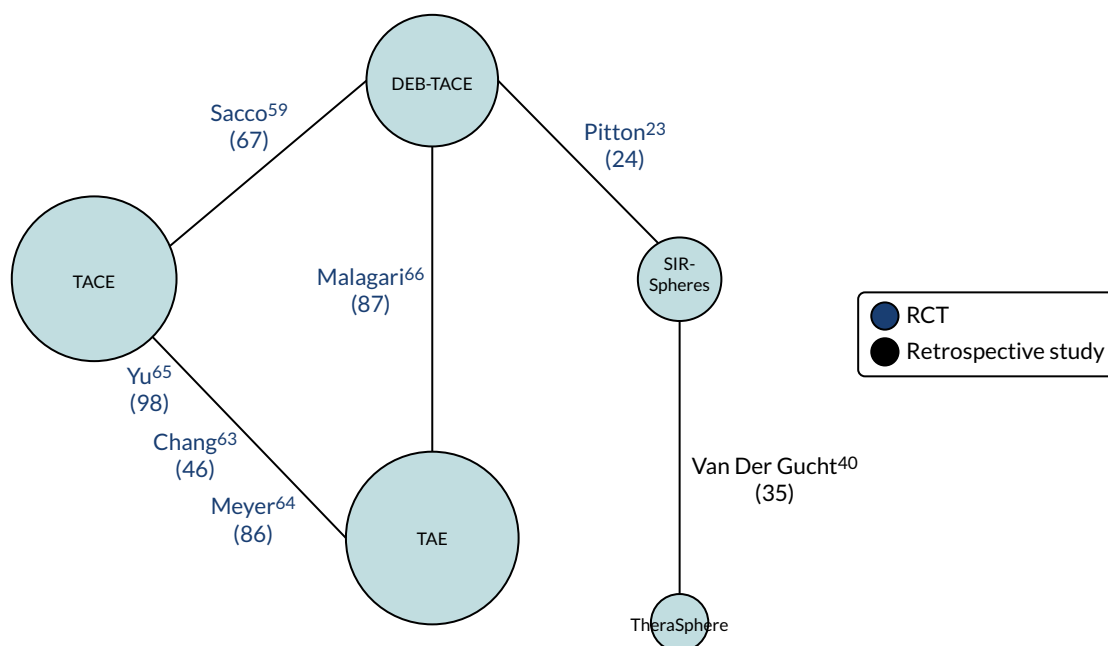 DEB-TACE
Sacco59
(67)
Pitton23
(24)
TACE
Malagari66
(87)
SIR-
Spheres
RCT
Retrospective study
Yu65
(98)
Chang63
(46)
Meyer64
(86)
TAE
Van Der Gucht40
(35)
TheraSphere